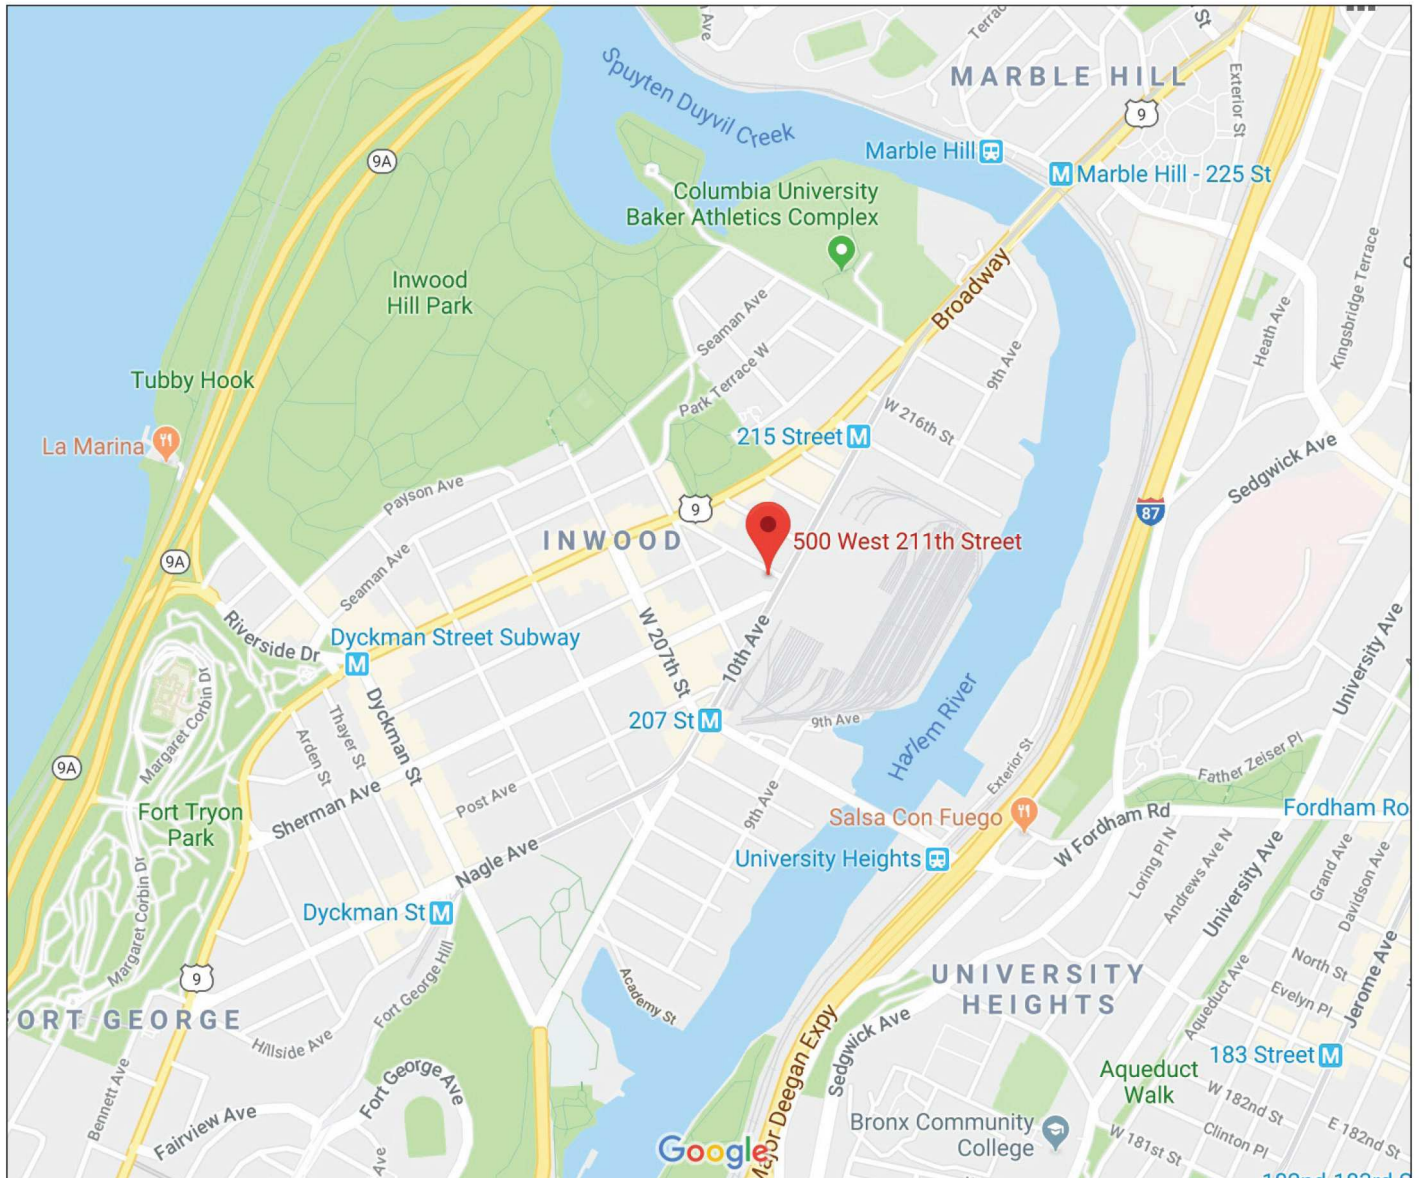 Ave
Terrac
St
MARBLE HILL
Exterior St
9
Spuyten Duyvil Creek
9A
Marble Hill
Marble Hill - 225 St
Columbia University
Baker Athletics Complex
Kingsbridge Terrace
Inwood
Hill Park
Broadway
Seaman Ave
Heath Ave
9th Ave
Tubby Hook
Park Terrace W
W 216th St
215 Street
La Marina
Sedgwick Ave
Payson Ave
9
87
INWOOD
500 West 211th Street
9A
Seaman Ave
Riverside Dr
Dyckman Street Subway
W 207th St
10th Ave
University Ave
Margaret Corbin Dr
Dyckman St
Thayer St
Arden St
207 St
9th Ave
Harlem River
9A
Exterior St
Father Zeiser Pl
Sherman Ave
Post Ave
9th Ave
Fort Tryon
Park
Salsa Con Fuego
W Fordham Rd
Fordham Ro
Nagle Ave
University Heights
Loring Pl N
Andrews Ave N
University Ave
Grand Ave
Davidson Ave
Margaret Corbin Dr
Dyckman St
9
Fort George Hill
Academy St
UNIVERSITY
HEIGHTS
North St
Evelyn Pl
Jerome Ave
Aqueduct Ave
ORT GEORGE
Hillside Ave
Major Deegan Expy
Sedgwick Ave
183 Street
Aqueduct
Walk
Bennett Ave
Fort George Ave
Fairview Ave
W 182nd St
E 182nd St
Bronx Community
College
W 181st St
Clinton Pl
Ave
Google